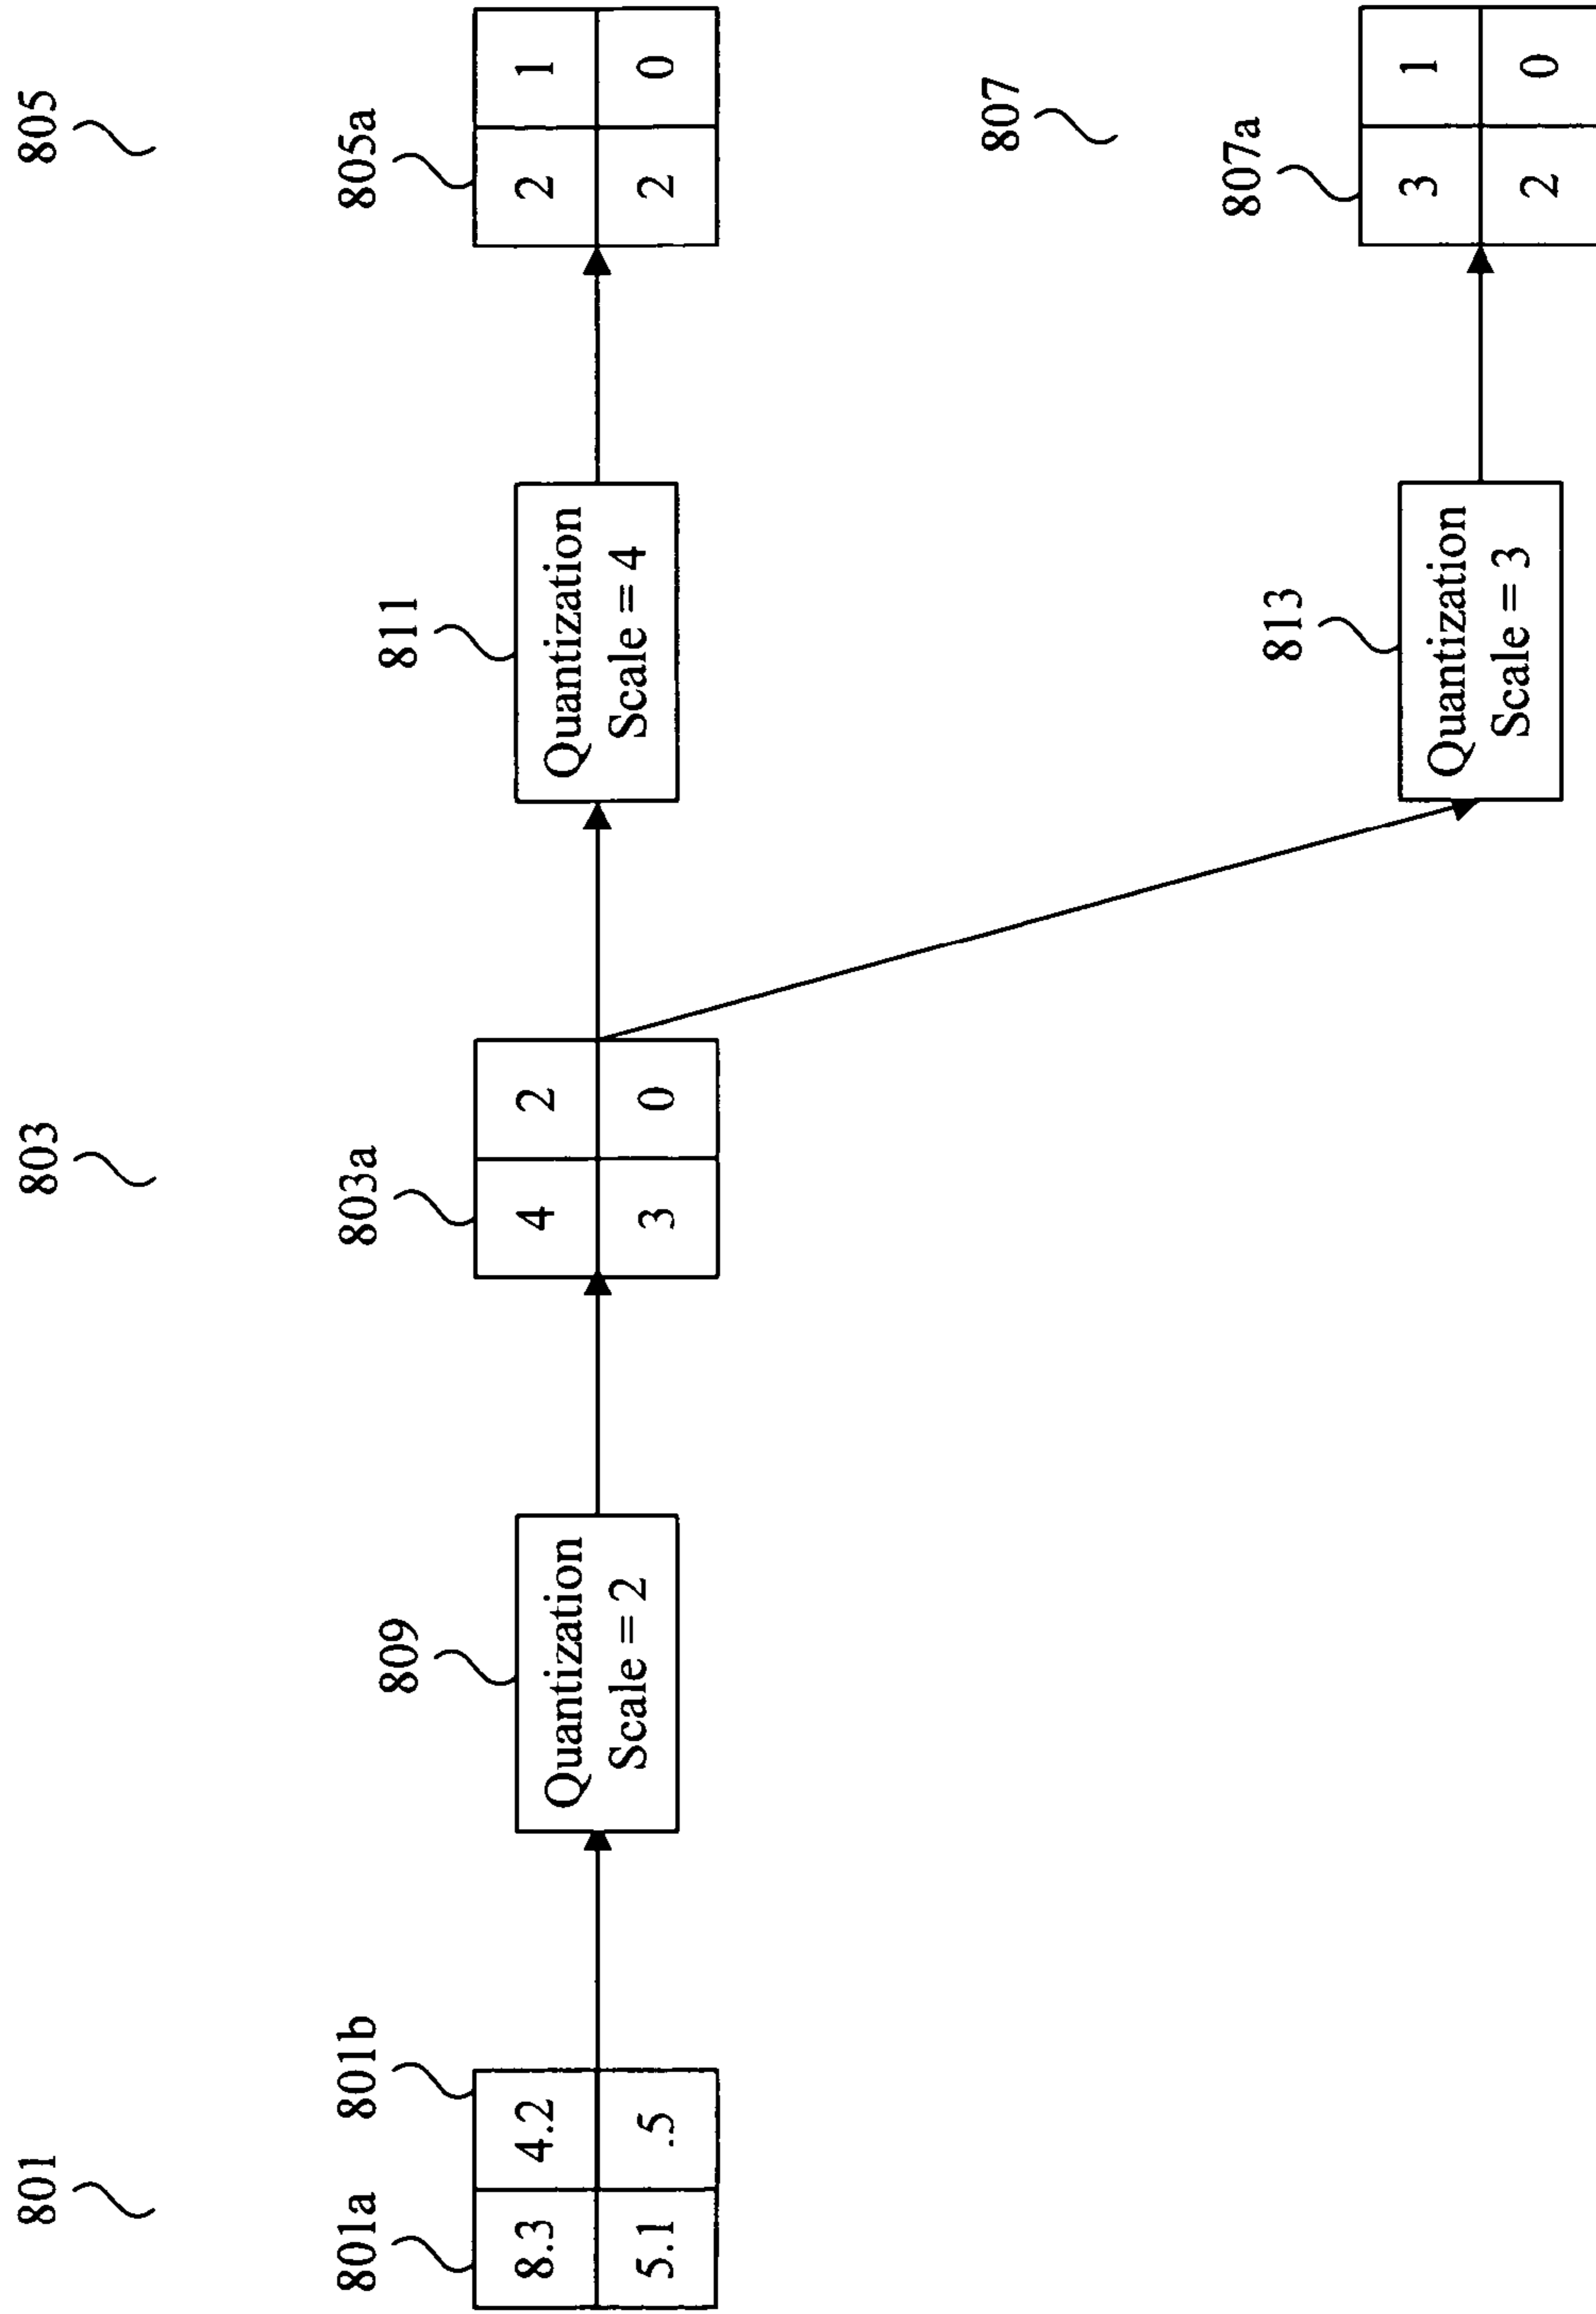 801
803
805
801a
801b
803a
805a
809
811
8.3 4.2
5.1 .5
Quantization
Scale = 2
4 2
3 0
Quantization
Scale = 4
2 1
2 0
807
807a
813
Quantization
Scale = 3
3 1
2 0